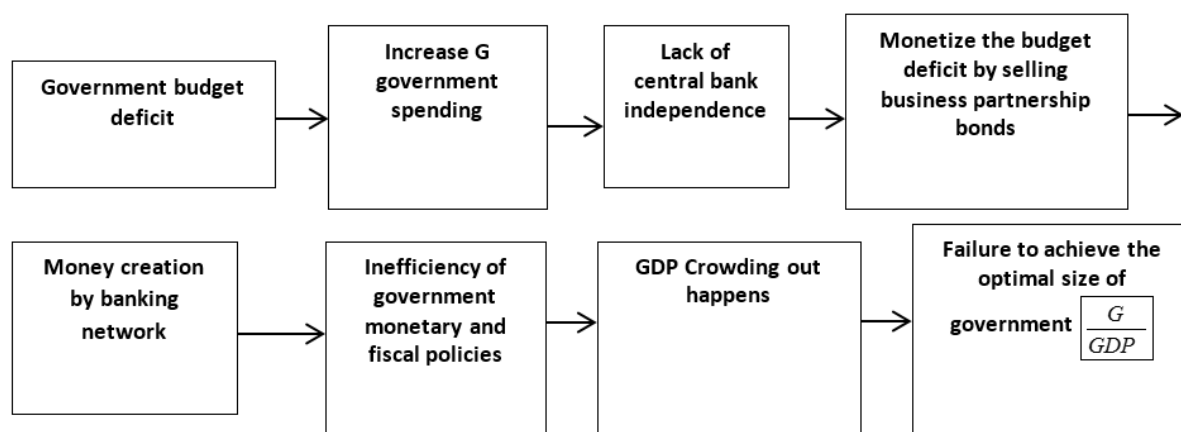 Government budget
deficit
Increase G
government
spending
Lack of
central bank
independence
Monetize the budget
deficit by selling
business partnership
bonds
Money creation
by banking
network
Inefficiency of
government
monetary and
fiscal policies
GDP Crowding out
happens
Failure to achieve the
optimal size of
government G/GDP